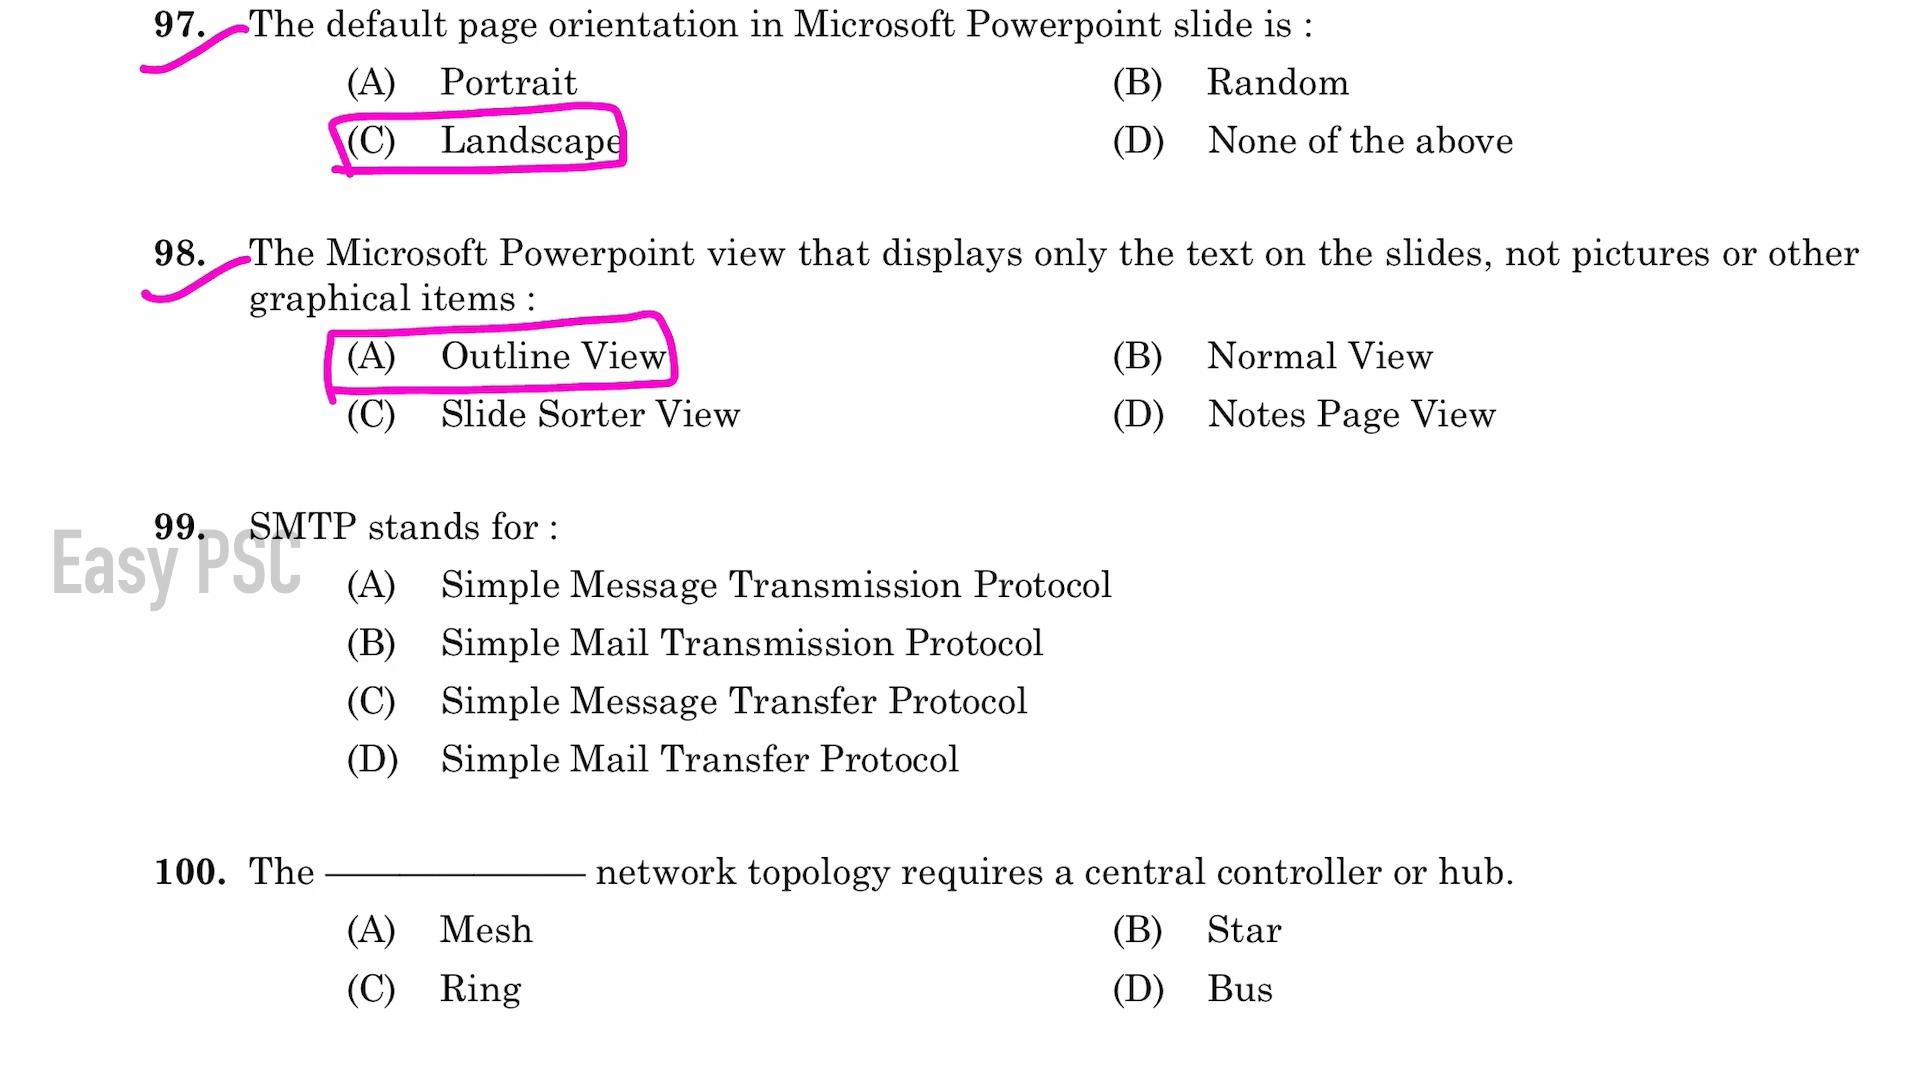 97. The default page orientation in Microsoft Powerpoint slide is :
(A) Portrait (B) Random
(C) Landscape (D) None of the above
98. The Microsoft Powerpoint view that displays only the text on the slides, not pictures or other
graphical items :
(A) Outline View (B) Normal View
(C) Slide Sorter View (D) Notes Page View
99. SMTP stands for :
Easy PSC
(A) Simple Message Transmission Protocol
(B) Simple Mail Transmission Protocol
(C) Simple Message Transfer Protocol
(D) Simple Mail Transfer Protocol
100. The ————— network topology requires a central controller or hub.
(A) Mesh (B) Star
(C) Ring (D) Bus